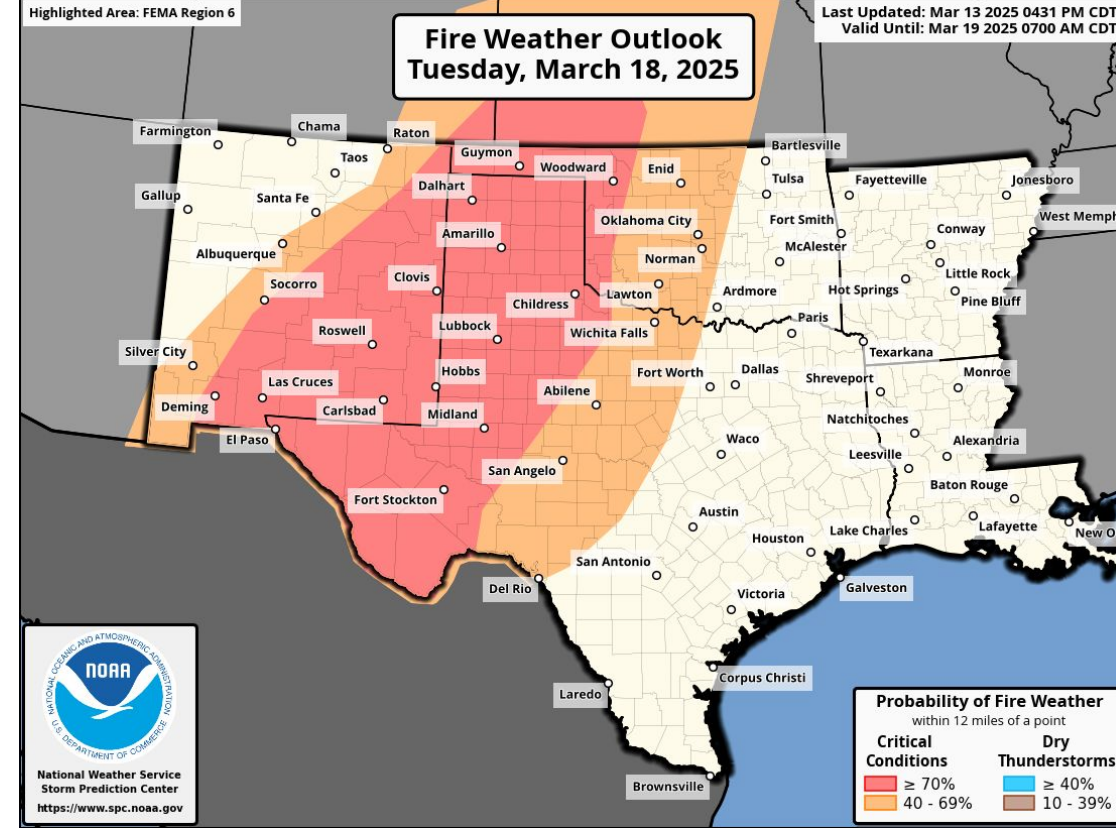 Highlighted Area: FEMA Region 6
Last Updated: Mar 13 2025 0431 PM CDT
Valid Until: Mar 19 2025 0700 AM CDT
Fire Weather Outlook
Tuesday, March 18, 2025
Farmington
Chama
Raton
Taos
Guymon
Woodward
Enid
Bartlesville
Tulsa
Fayetteville
Jonesboro
Gallup
Santa Fe
Dalhart
Oklahoma City
Fort Smith
West Memph
Albuquerque
Amarillo
Norman
McAlester
Conway
Socorro
Clovis
Childress
Lawton
Ardmore
Hot Springs
Little Rock
Pine Bluff
Roswell
Lubbock
Wichita Falls
Paris
Texarkana
Silver City
Las Cruces
Hobbs
Abilene
Fort Worth
Dallas
Shreveport
Monroe
Deming
Carlsbad
Midland
Natchitoches
El Paso
San Angelo
Waco
Leesville
Alexandria
Fort Stockton
Austin
Baton Rouge
Houston
Lake Charles
Lafayette
New O
Del Rio
San Antonio
Victoria
Galveston
Laredo
Corpus Christi
Brownsville
NATIONAL OCEANIC AND ATMOSPHERIC ADMINISTRATION
NOAA
U.S. DEPARTMENT OF COMMERCE
National Weather Service
Storm Prediction Center
https://www.spc.noaa.gov
Probability of Fire Weather
within 12 miles of a point
Critical
Conditions
≥ 70%
40 - 69%
Dry
Thunderstorms
≥ 40%
10 - 39%